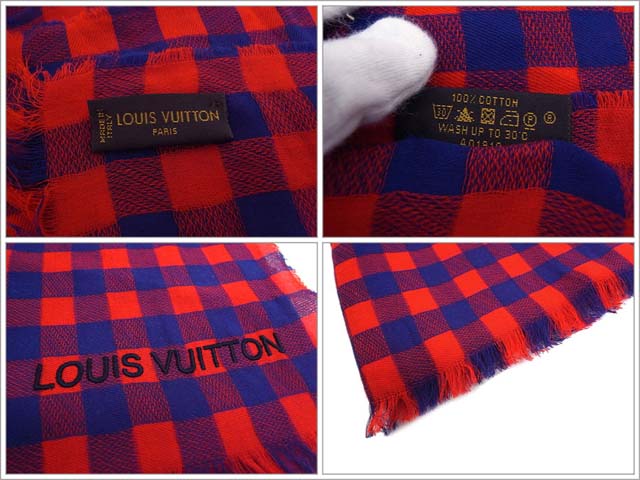 MADE IN
ITALY
LOUIS VUITTON
PARIS
100% COTTON
WASH UP TO 30°C
LOUIS VUITTON